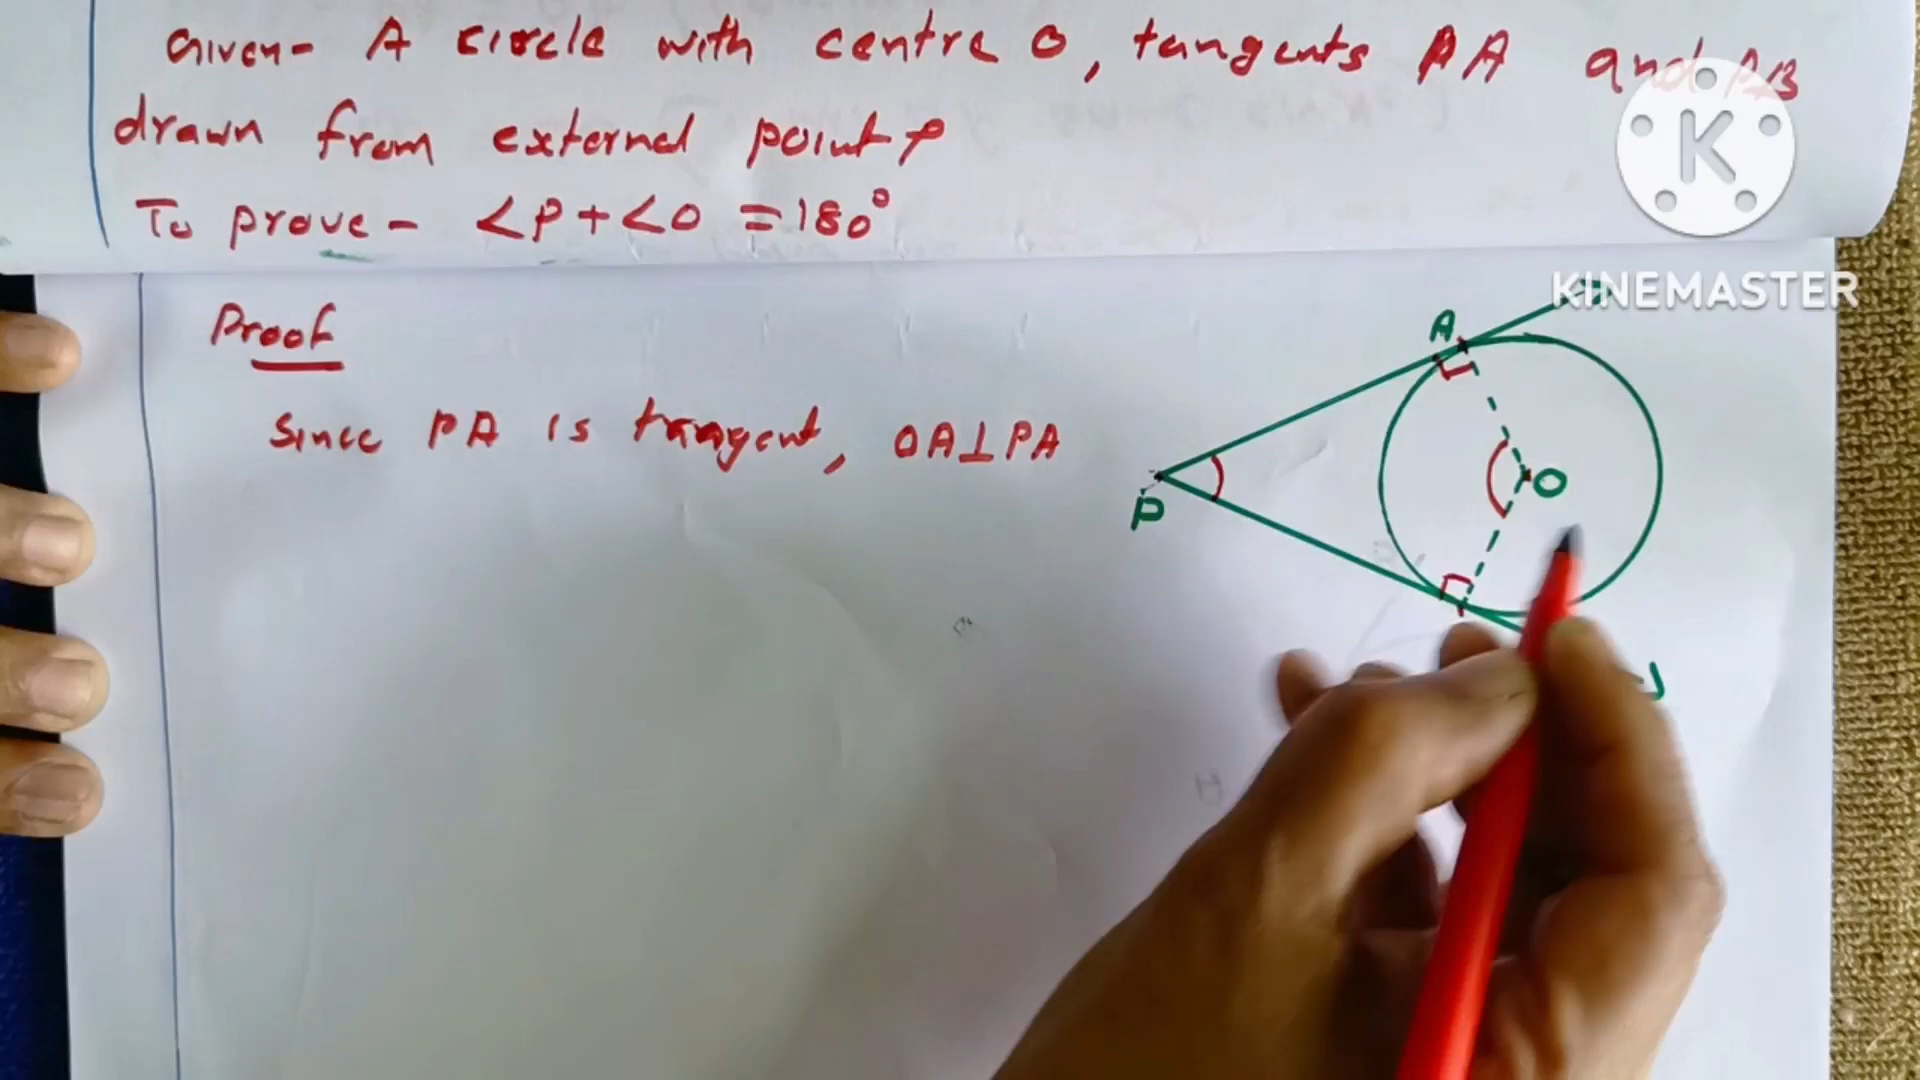 Given- A circle with centre O, tangents PA and PB
drawn from external point P
To prove - <P+<O =180°
Proof
Since PA is tangent, OA⊥PA
A
P
O
K
KINEMASTER